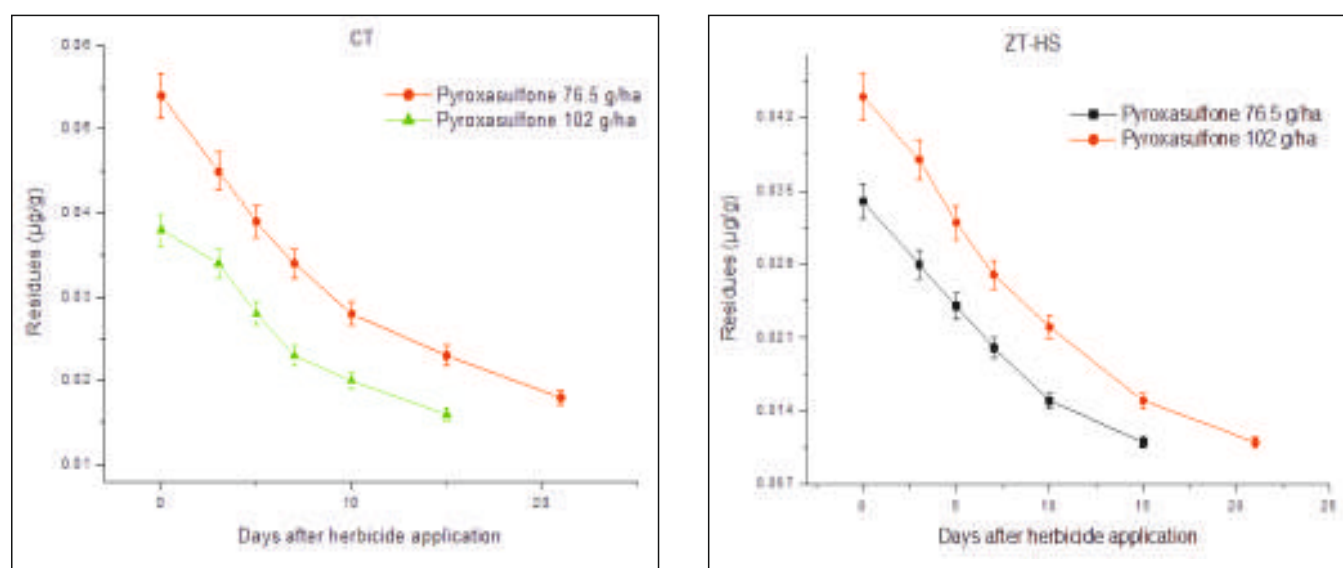 CT
0.06
Pyroxasulfone 76.5 g/ha
Pyroxasulfone 102 g/ha
0.05
0.04
0.03
0.02
0.01
Residues (µg/g)
0 10 20
Days after herbicide application
ZT-HS
0.042
Pyroxasulfone 76.5 g/ha
Pyroxasulfone 102 g/ha
0.035
0.028
0.021
0.014
0.007
Residues (µg/g)
0 5 10 15 20 25
Days after herbicide application